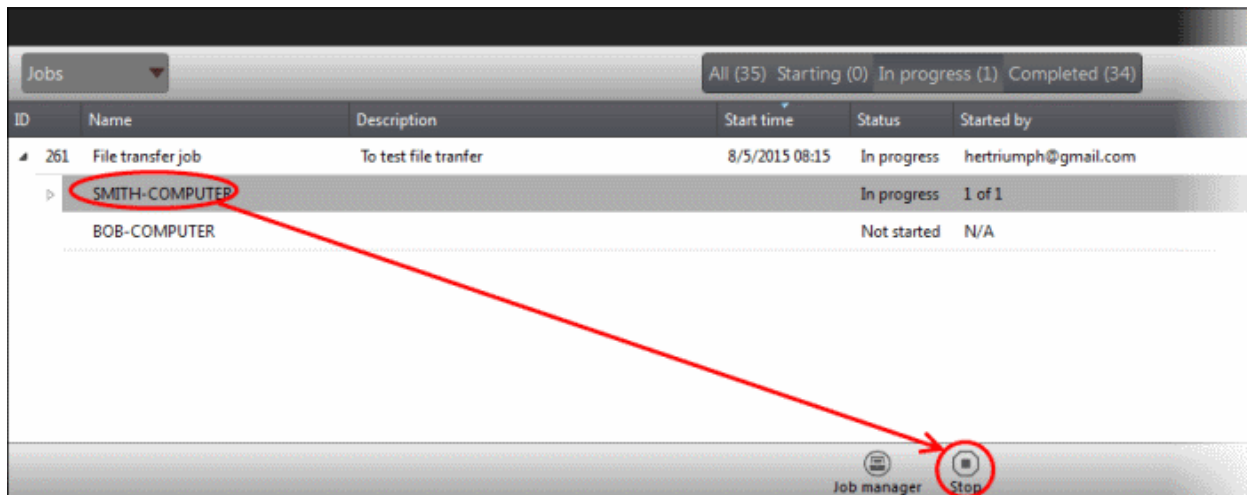 Jobs All (35) Starting (0) In progress (1) Completed (34)
ID Name Description Start time Status Started by
261 File transfer job To test file tranfer 8/5/2015 08:15 In progress hertriumph@gmail.com
SMITH-COMPUTER In progress 1 of 1
BOB-COMPUTER Not started N/A
Job manager Stop